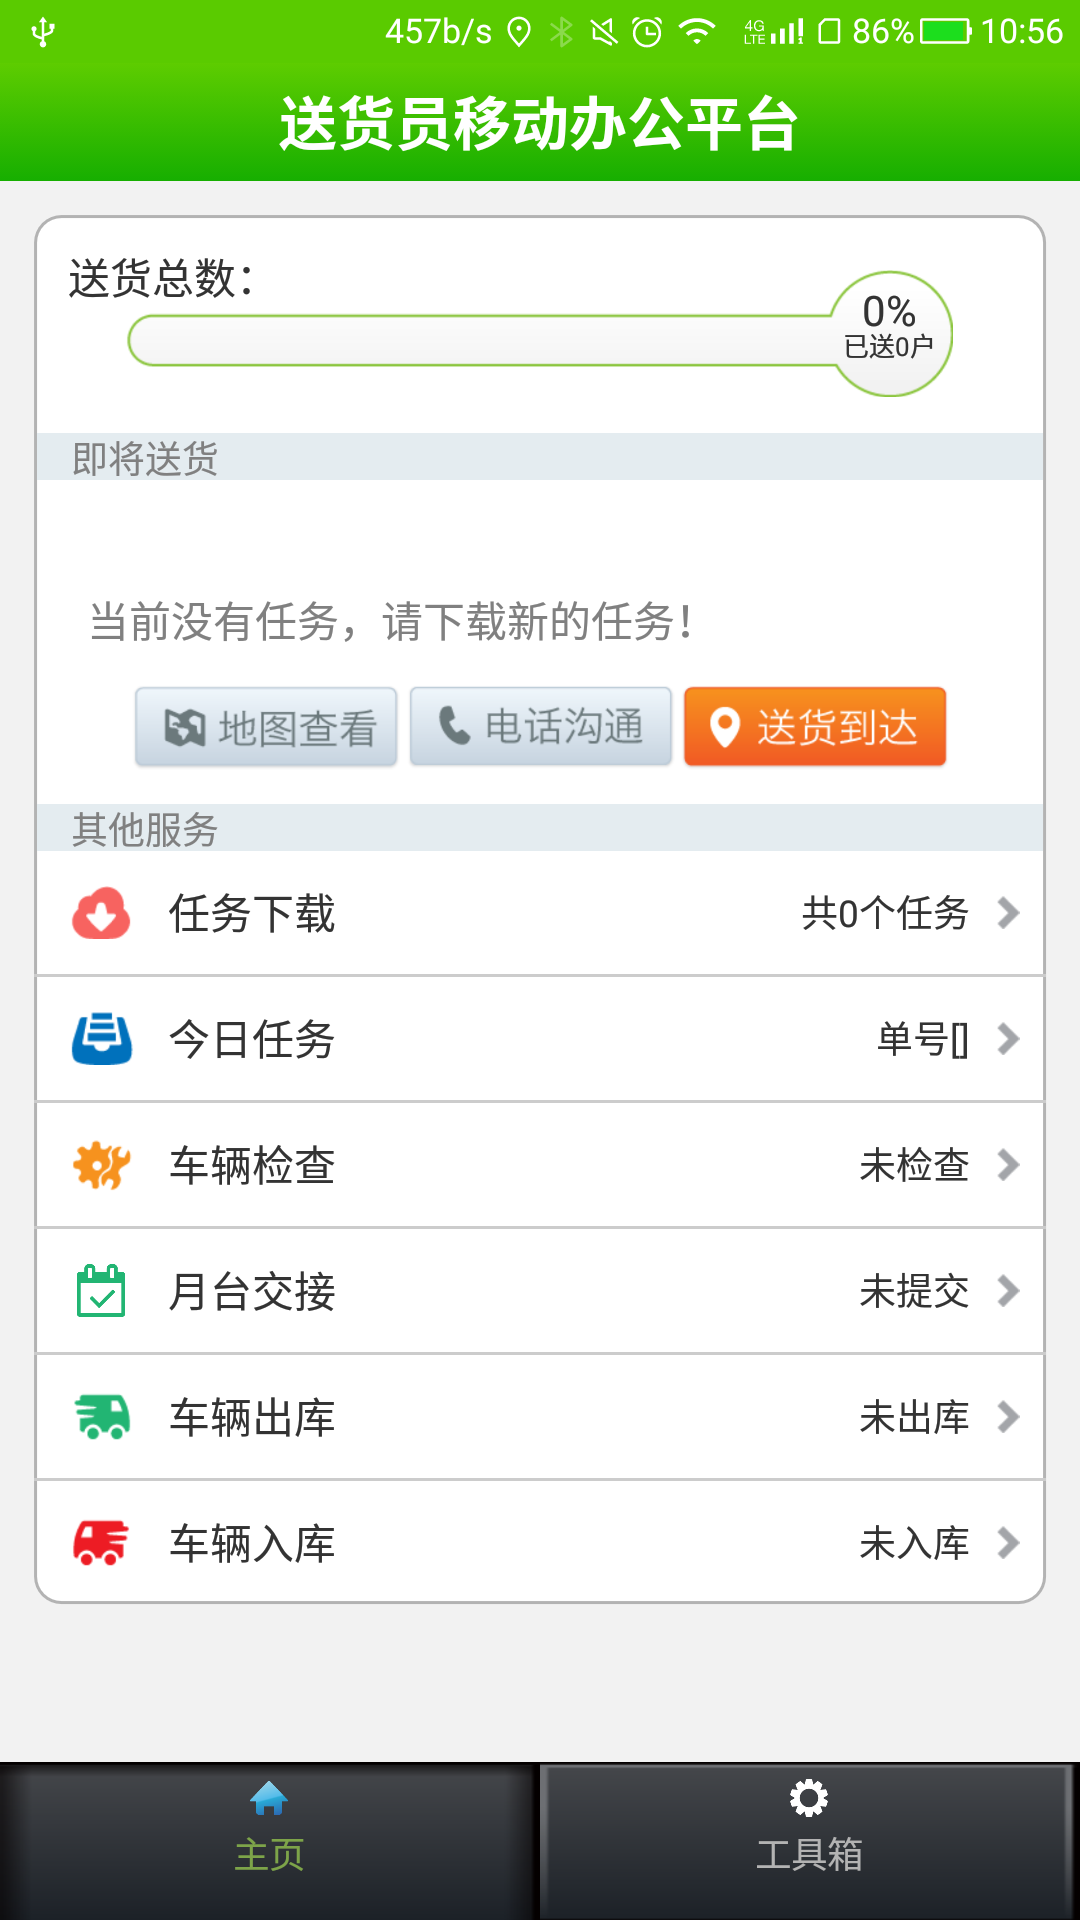 457b/s 4G LTE 1 86% 10:56
送货员移动办公平台
送货总数：
0%
已送0户
即将送货
当前没有任务，请下载新的任务！
地图查看 电话沟通 送货到达
其他服务
任务下载 共0个任务
今日任务 单号[]
车辆检查 未检查
月台交接 未提交
车辆出库 未出库
车辆入库 未入库
主页 工具箱